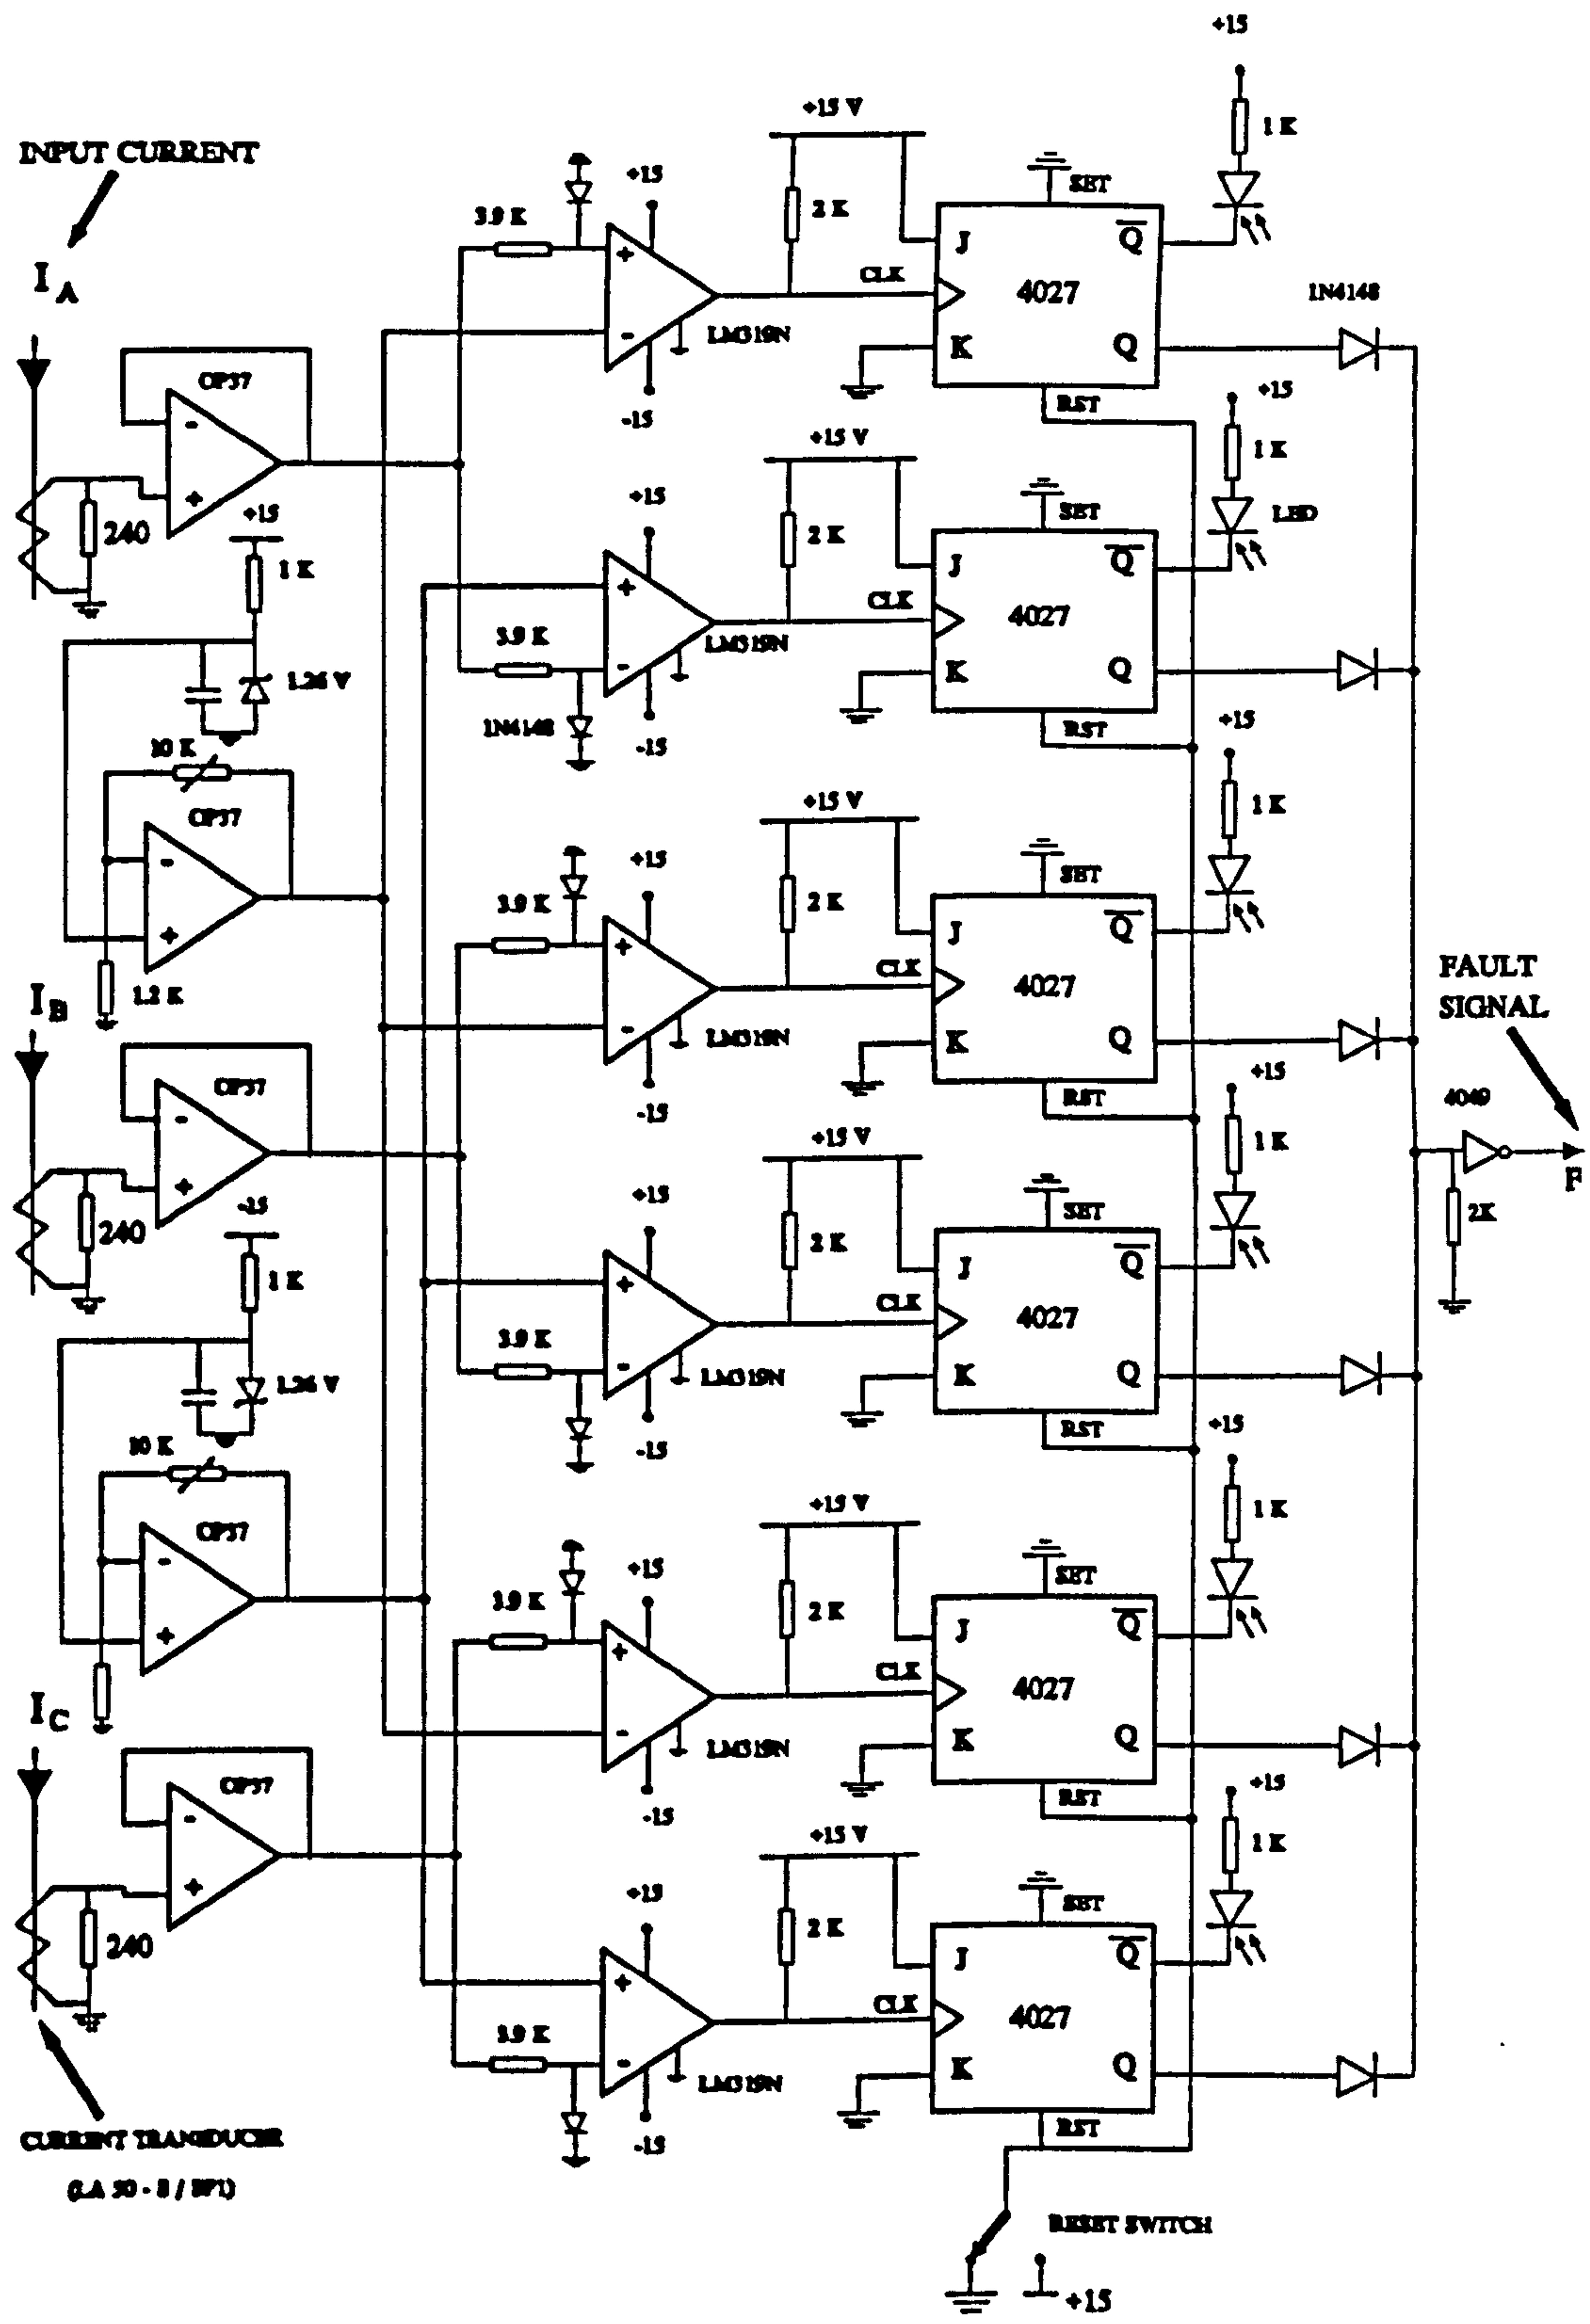 +15
1 K
+15 V
INPUT CURRENT
SET
+15
3.9 K
2 K
J
Q
I A
+
CLK
4027
1N4148
-
LM319N
K
Q
OP37
-15
RST
+15
-
+15 V
1 K
+
+15
SET
LED
240
+15
2 K
J
Q
1 K
+
CLK
4027
3.9 K
LM319N
-
K
Q
1.26 V
1N4148
-15
RST
+15
10 K
+15 V
1 K
OP37
+15
SET
-
3.9 K
2 K
J
Q
+
+
CLK
4027
FAULT
SIGNAL
1.2 K
-
LM319N
K
Q
I B
OP37
-15
RST
+15
4049
-
+15 V
1 K
+
+15
SET
F
240
-15
2 K
J
Q
2K
1 K
+
CLK
4027
3.9 K
-
LM319N
K
Q
1.26 V
-15
RST
+15
10 K
+15 V
1 K
OP37
+15
SET
-
3.9 K
2 K
J
Q
+
+
CLK
4027
I C
-
LM319N
K
Q
OP37
-15
RST
+15
-
+15 V
1 K
+
+15
SET
240
2 K
J
Q
+
CLK
4027
3.9 K
-
LM319N
K
Q
CURRENT TRANSDUCER
-15
RST
RESET SWITCH
+15